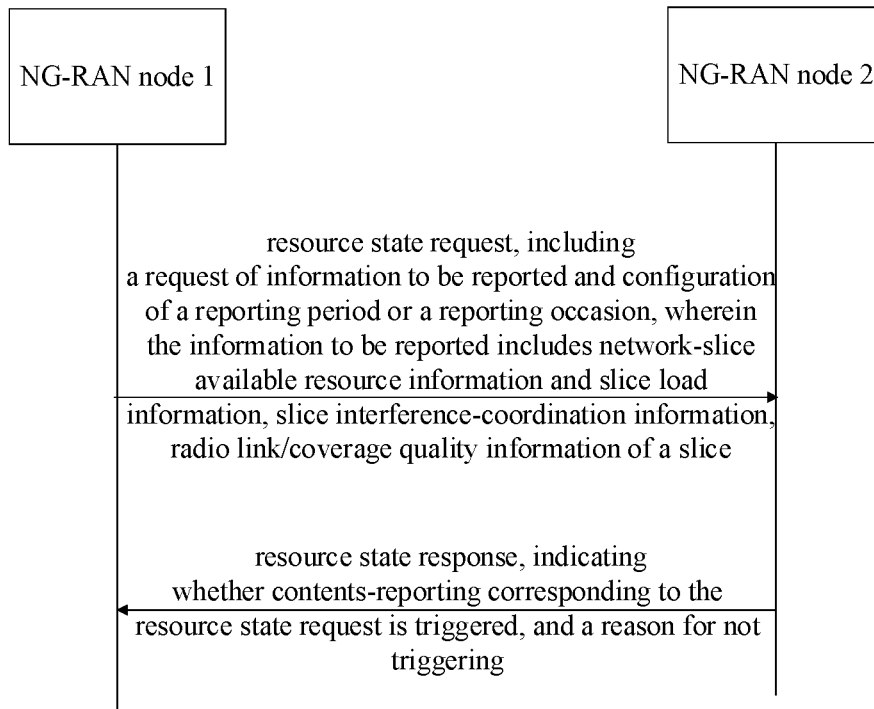 NG-RAN node 1
NG-RAN node 2
resource state request, including
a request of information to be reported and configuration
of a reporting period or a reporting occasion, wherein
the information to be reported includes network-slice
available resource information and slice load
information, slice interference-coordination information,
radio link/coverage quality information of a slice
resource state response, indicating
whether contents-reporting corresponding to the
resource state request is triggered, and a reason for not
triggering